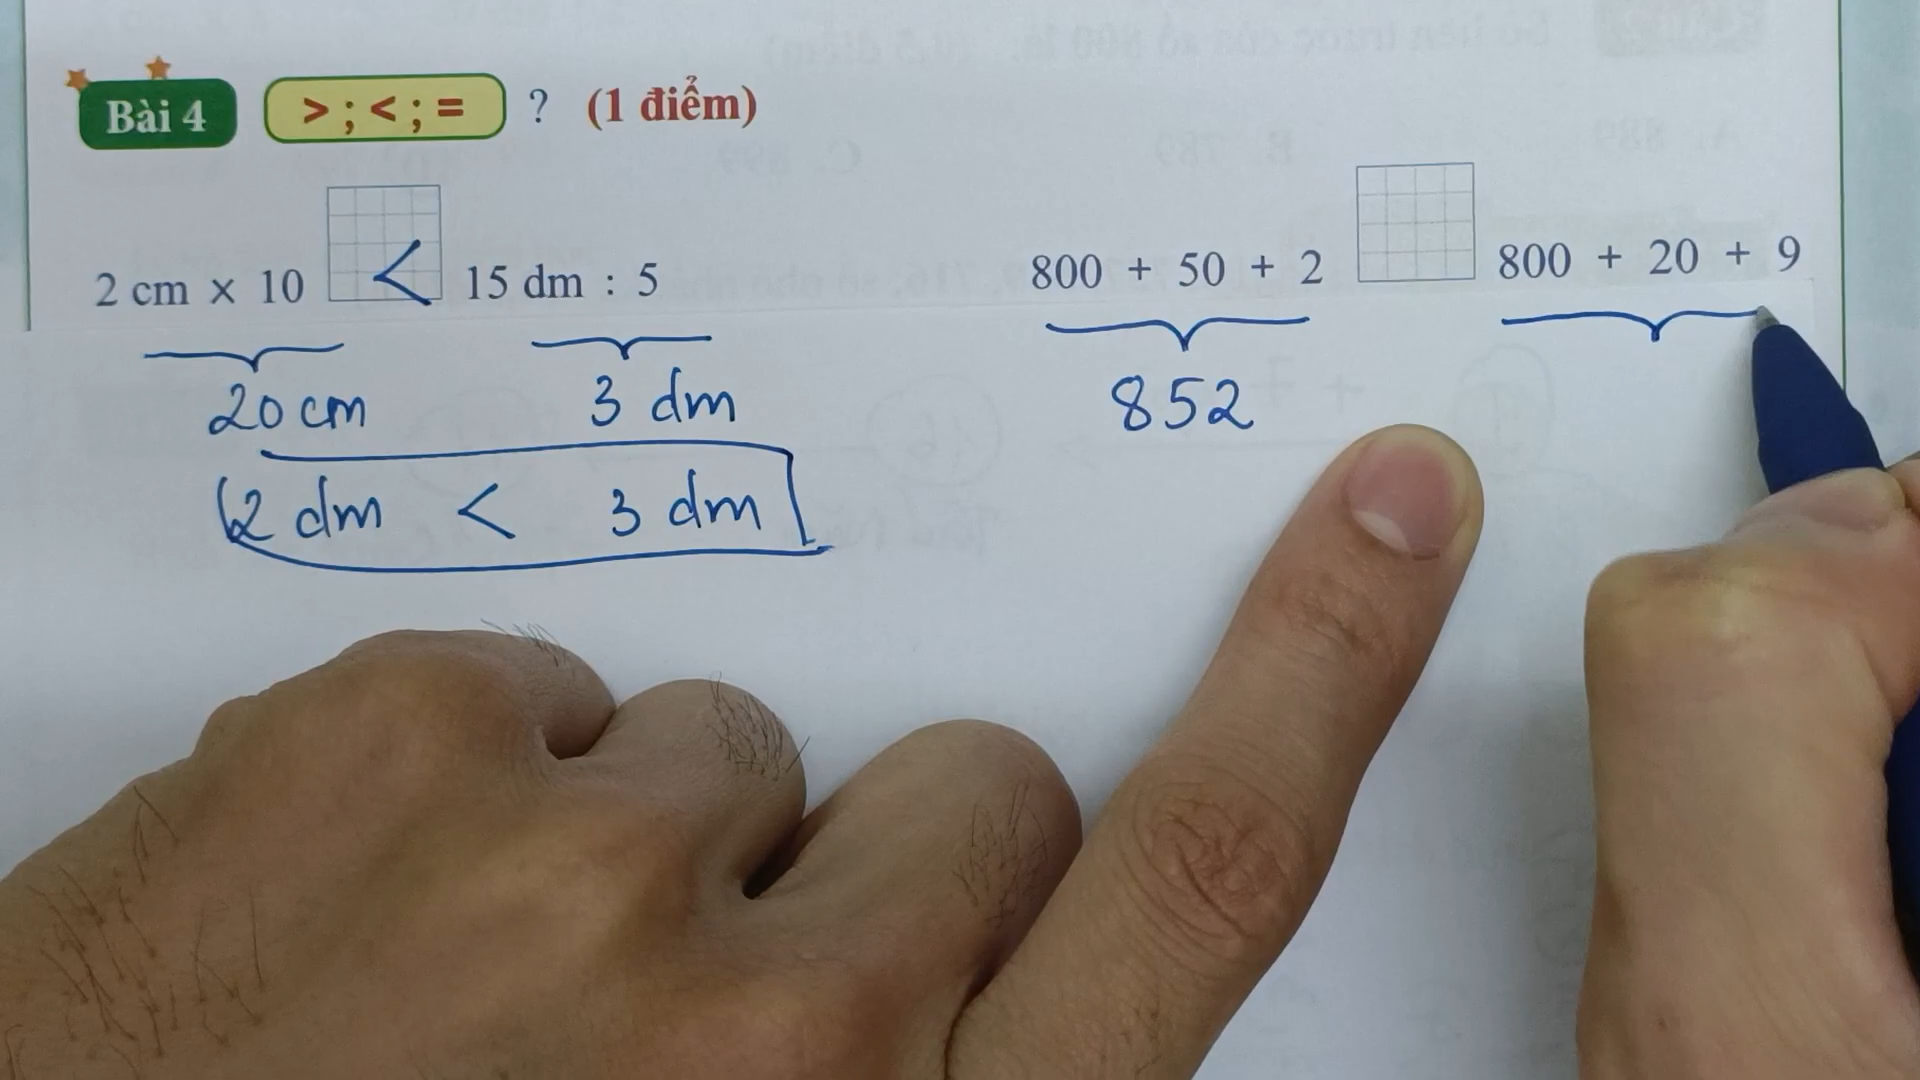 Bài 4 > ; < ; = ? (1 điểm)
2 cm × 10 < 15 dm : 5
800 + 50 + 2 800 + 20 + 9
20 cm 3 dm
852
2 dm < 3 dm